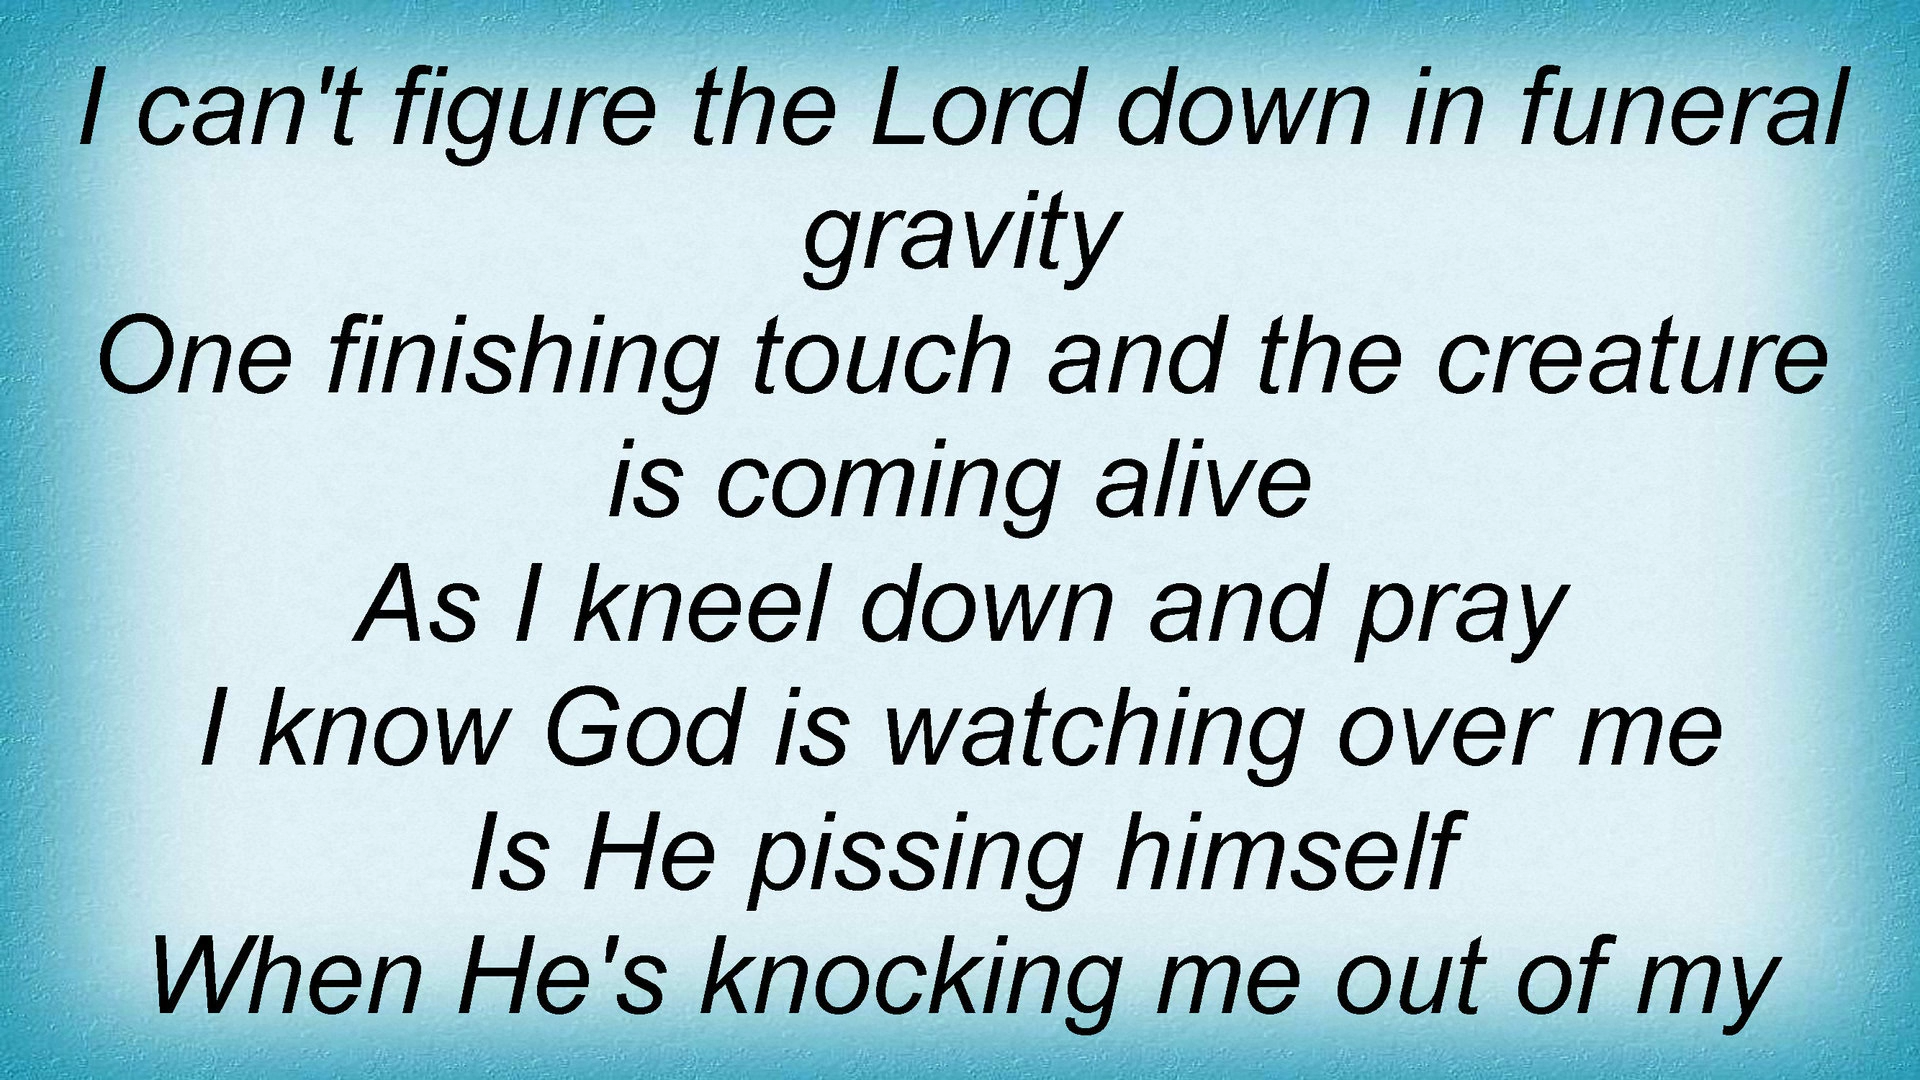 I can't figure the Lord down in funeral
gravity
One finishing touch and the creature
is coming alive
As I kneel down and pray
I know God is watching over me
Is He pissing himself
When He's knocking me out of my